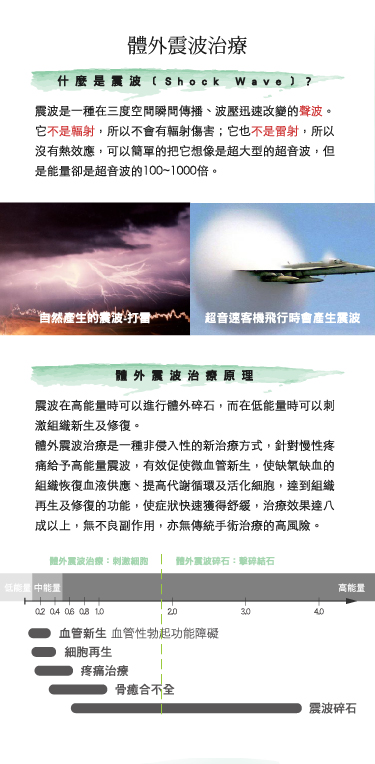 體外震波治療
什麼是震波（Shock Wave）？
震波是一種在三度空間瞬間傳播、波壓迅速改變的聲波。
它不是輻射，所以不會有輻射傷害；它也不是雷射，所以
沒有熱效應，可以簡單的把它想像是超大型的超音波，但
是能量卻是超音波的100~1000倍。
自然產生的震波-打雷
超音速客機飛行時會產生震波
體外震波治療原理
震波在高能量時可以進行體外碎石，而在低能量時可以刺
激組織新生及修復。
體外震波治療是一種非侵入性的新治療方式，針對慢性疼
痛給予高能量震波，有效促使微血管新生，使缺氧缺血的
組織恢復血液供應、提高代謝循環及活化細胞，達到組織
再生及修復的功能，使症狀快速獲得舒緩，治療效果達八
成以上，無不良副作用，亦無傳統手術治療的高風險。
體外震波治療：刺激細胞 體外震波碎石：擊碎結石
低能量 中能量 高能量
0.2 0.4 0.6 0.8 1.0 2.0 3.0 4.0
血管新生 血管性勃起功能障礙
細胞再生
疼痛治療
骨癒合不全
震波碎石